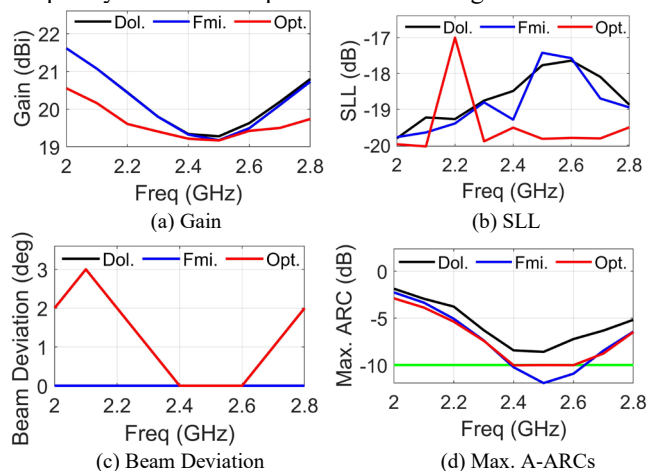 Dol. Fmi. Opt.
22
21
20
19
Gain (dBi)
2 2.2 2.4 2.6 2.8
Freq (GHz)
(a) Gain
-17
Dol. Fmi. Opt.
-18
-19
-20
SLL (dB)
2 2.2 2.4 2.6 2.8
Freq (GHz)
(b) SLL
Dol. Fmi. Opt.
3
2
1
0
Beam Deviation (deg)
2 2.2 2.4 2.6 2.8
Freq (GHz)
(c) Beam Deviation
Dol. Fmi. Opt.
0
-5
-10
Max. ARC (dB)
2 2.2 2.4 2.6 2.8
Freq (GHz)
(d) Max. A-ARCs